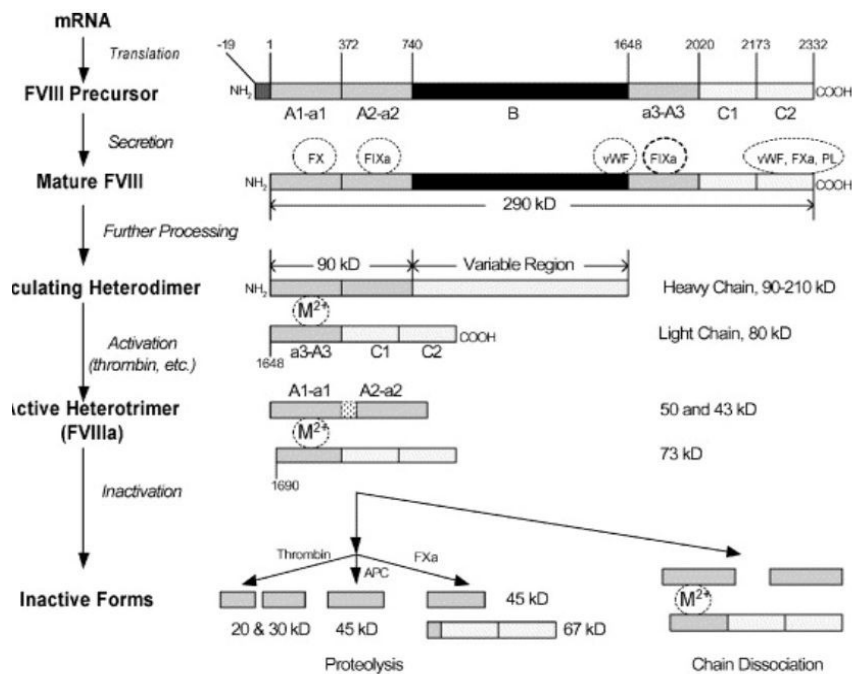 mRNA
-19 1 372 740 1648 2020 2173 2332
Translation
FVIII Precursor
NH2 COOH
A1-a1 A2-a2 B a3-A3 C1 C2
Secretion
FX FIXa vWF FIXa vWF, FXa, PL
Mature FVIII
NH2 COOH
290 kD
Further Processing
90 kD Variable Region
culating Heterodimer
NH2 Heavy Chain, 90-210 kD
M2+
COOH Light Chain, 80 kD
Activation
(thrombin, etc.)
1648 a3-A3 C1 C2
A1-a1 A2-a2
ctive Heterotrimer
(FVIIIa)
50 and 43 kD
M2+
73 kD
1690
Inactivation
Thrombin APC FXa
Inactive Forms
45 kD
M2+
20 & 30 kD 45 kD 67 kD
Proteolysis Chain Dissociation